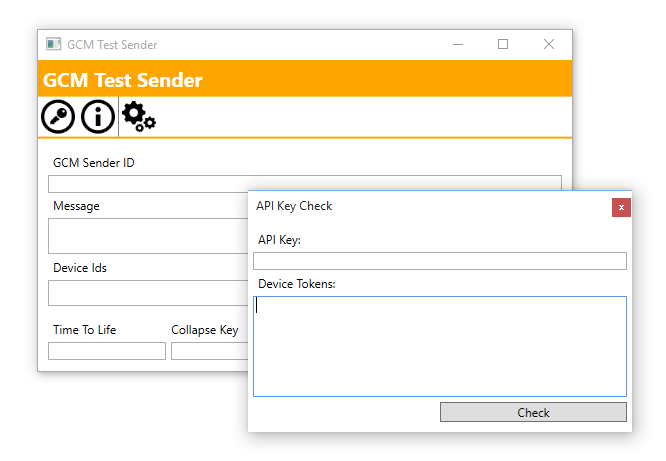 GCM Test Sender
GCM Test Sender
GCM Sender ID
Message
Device Ids
Time To Life
Collapse Key
API Key Check
x
API Key:
Device Tokens:
Check